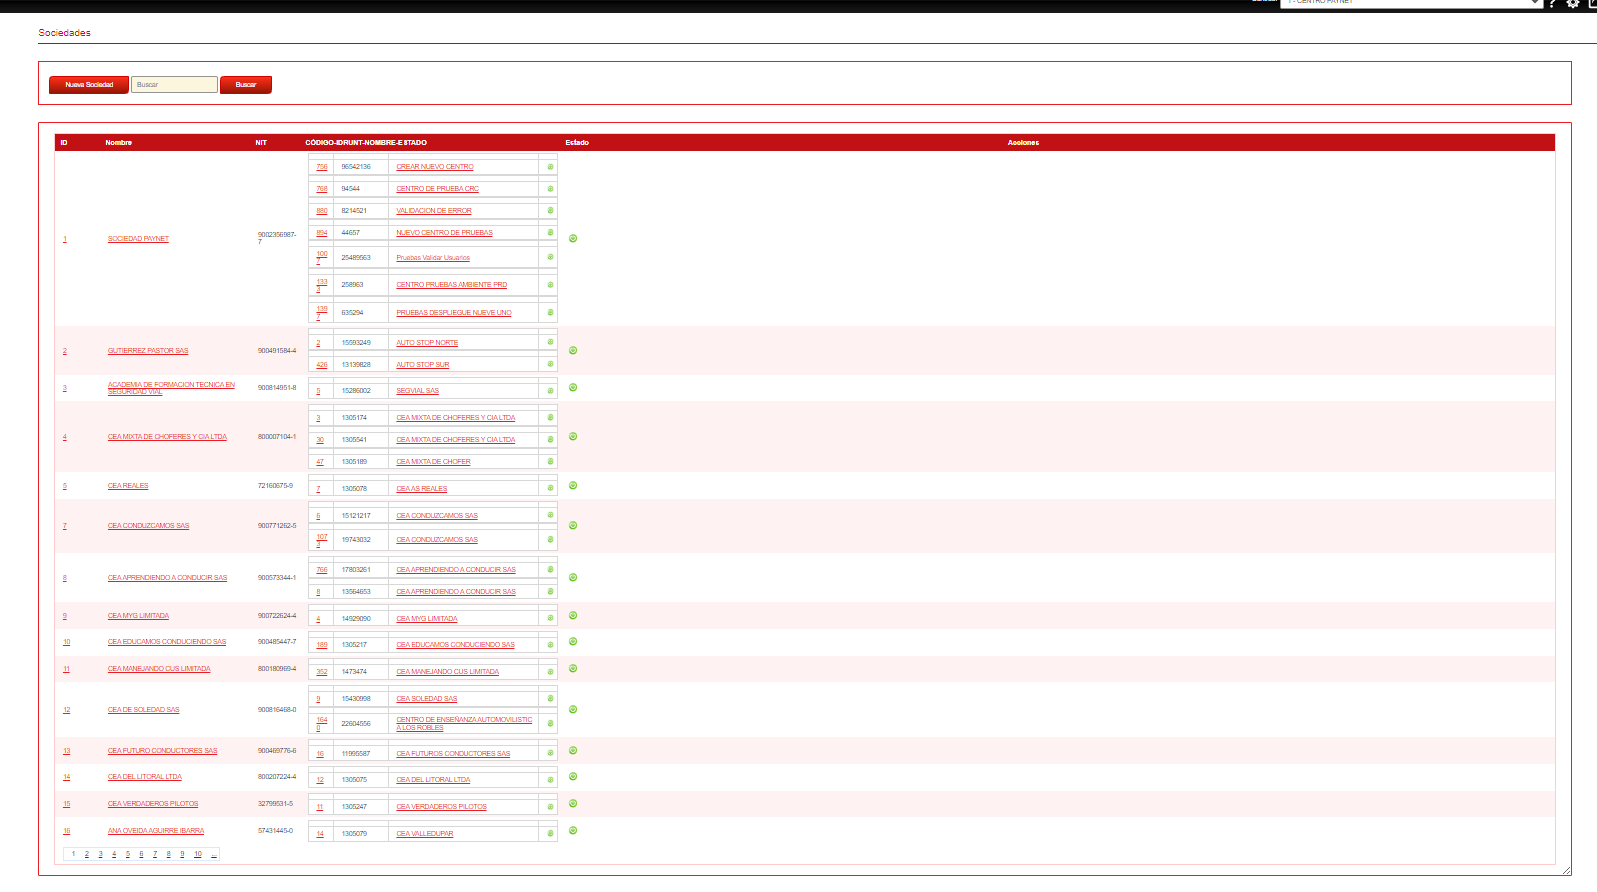 1 - CENTRO PAYNET
Sociedades
Nueva Sociedad Buscar Buscar
ID Nombre NIT CÓDIGO-IDRUNT-NOMBRE-ESTADO Estado Acciones
1 SOCIEDAD PAYNET 9002356987-7
756 96542136 CREAR NUEVO CENTRO
768 94544 CENTRO DE PRUEBA CRC
880 8214521 VALIDACION DE ERROR
894 44657 NUEVO CENTRO DE PRUEBAS
1007 25489563 Pruebas Validar Usuarios
1333 258963 CENTRO PRUEBAS AMBIENTE PRD
1397 635294 PRUEBAS DESPLIEGUE NUEVE UNO
2 GUTIERREZ PASTOR SAS 900491584-4
2 15593249 AUTO STOP NORTE
426 13139828 AUTO STOP SUR
3 ACADEMIA DE FORMACION TECNICA EN SEGURIDAD VIAL 900814951-8
5 15286002 SEGVIAL SAS
4 CEA MIXTA DE CHOFERES Y CIA LTDA 800007104-1
3 1305174 CEA MIXTA DE CHOFERES Y CIA LTDA
30 1305541 CEA MIXTA DE CHOFERES Y CIA LTDA
47 1305189 CEA MIXTA DE CHOFER
5 CEA REALES 72160675-9
7 1305078 CEA AS REALES
7 CEA CONDUZCAMOS SAS 900771262-5
6 15121217 CEA CONDUZCAMOS SAS
1073 19743032 CEA CONDUZCAMOS SAS
8 CEA APRENDIENDO A CONDUCIR SAS 900573344-1
766 17803261 CEA APRENDIENDO A CONDUCIR SAS
8 13564653 CEA APRENDIENDO A CONDUCIR SAS
9 CEA MYG LIMITADA 900722624-4
4 14929090 CEA MYG LIMITADA
10 CEA EDUCAMOS CONDUCIENDO SAS 900485447-7
189 1305217 CEA EDUCAMOS CONDUCIENDO SAS
11 CEA MANEJANDO CUS LIMITADA 800180969-4
352 1473474 CEA MANEJANDO CUS LIMITADA
12 CEA DE SOLEDAD SAS 900816468-0
9 15430998 CEA SOLEDAD SAS
1640 22604556 CENTRO DE ENSEÑANZA AUTOMOVILISTICA LOS ROBLES
13 CEA FUTURO CONDUCTORES SAS 900469776-6
16 11995587 CEA FUTUROS CONDUCTORES SAS
14 CEA DEL LITORAL LTDA 800207224-4
12 1305075 CEA DEL LITORAL LTDA
15 CEA VERDADEROS PILOTOS 32799531-5
11 1305247 CEA VERDADEROS PILOTOS
16 ANA OVEIDA AGUIRRE IBARRA 57431445-0
14 1305079 CEA VALLEDUPAR
1 2 3 4 5 6 7 8 9 10 ...